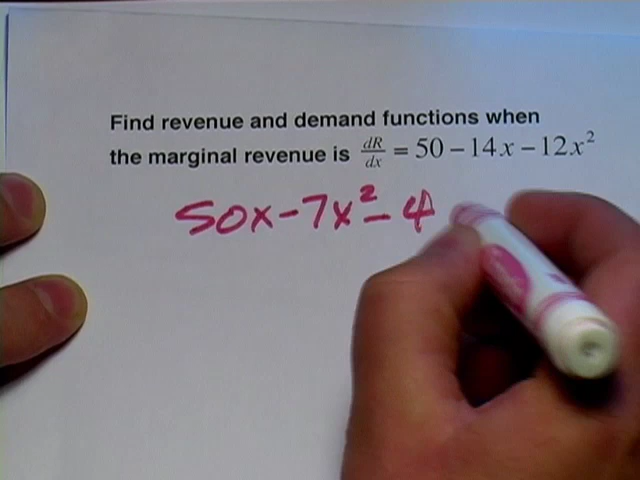 Find revenue and demand functions when
the marginal revenue is dR/dx = 50 − 14x − 12x²
50x − 7x² − 4